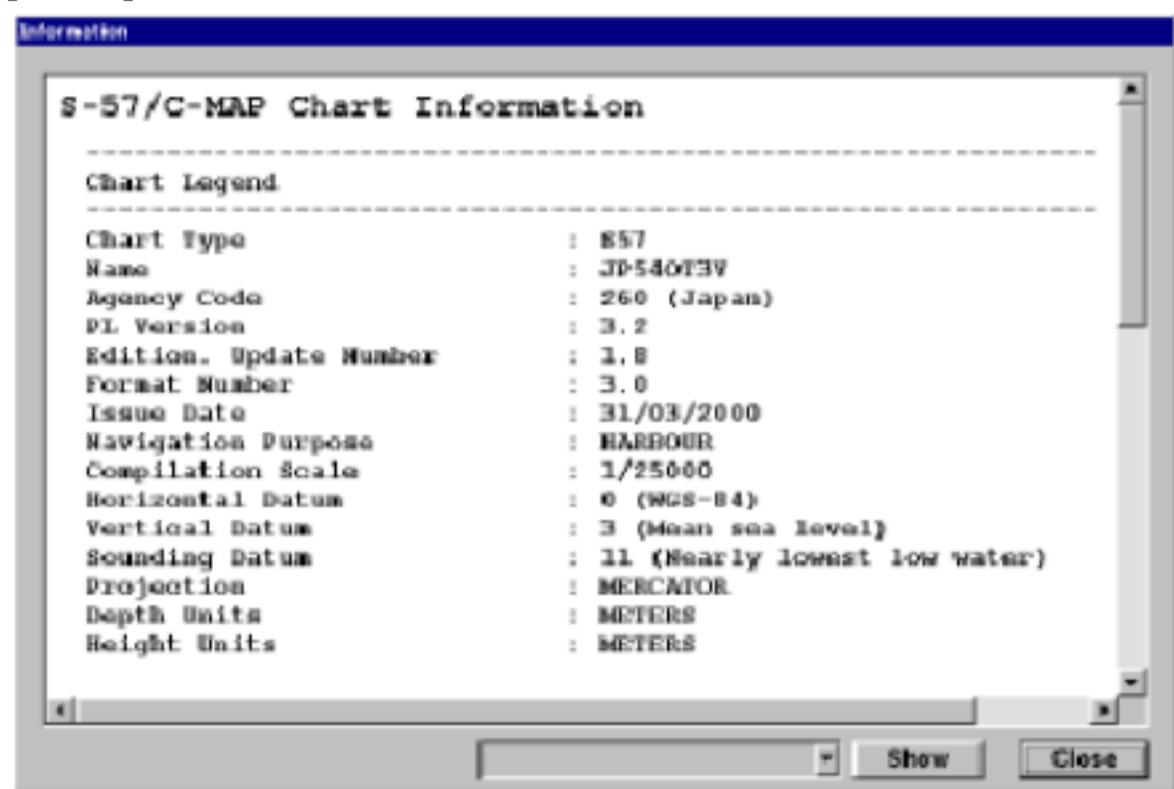 Information
S-57/C-MAP Chart Information
Chart Legend
Chart Type : S57
Name :
Agency Code : 260 (Japan)
PL Version : 3.2
Edition. Update Number : 1.8
Format Number : 3.0
Issue Date : 31/03/2000
Navigation Purpose : HARBOUR
Compilation Scale : 1/25000
Horizontal Datum : 0 (WGS-84)
Vertical Datum : 3 (Mean sea level)
Sounding Datum : 11 (Nearly lowest low water)
Projection : MERCATOR
Depth Units : METERS
Height Units : METERS
Show Close